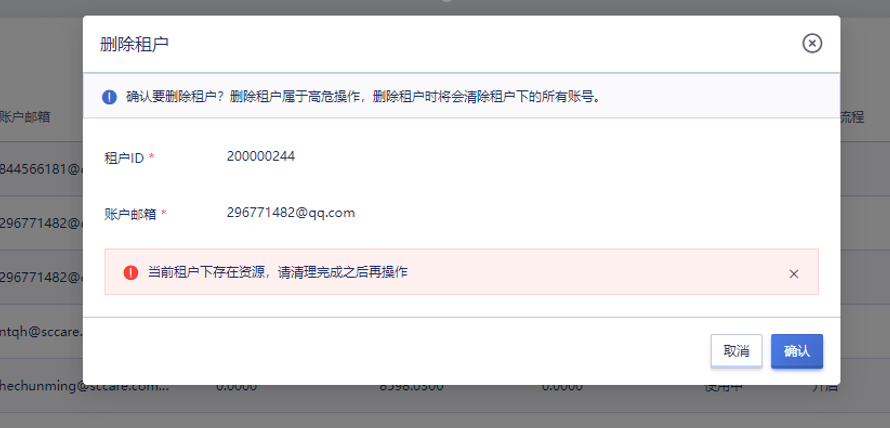 删除租户
确认要删除租户？删除租户属于高危操作，删除租户时将会清除租户下的所有账号。
账户邮箱
流程
844566181@
租户ID * 200000244
296771482@
账户邮箱 * 296771482@qq.com
296771482@
当前租户下存在资源，请清理完成之后再操作
ntqh@sccare.
取消 确认
hechunming@sccare.com... 0.0000 8598.0300 0.0000 使用中 开启